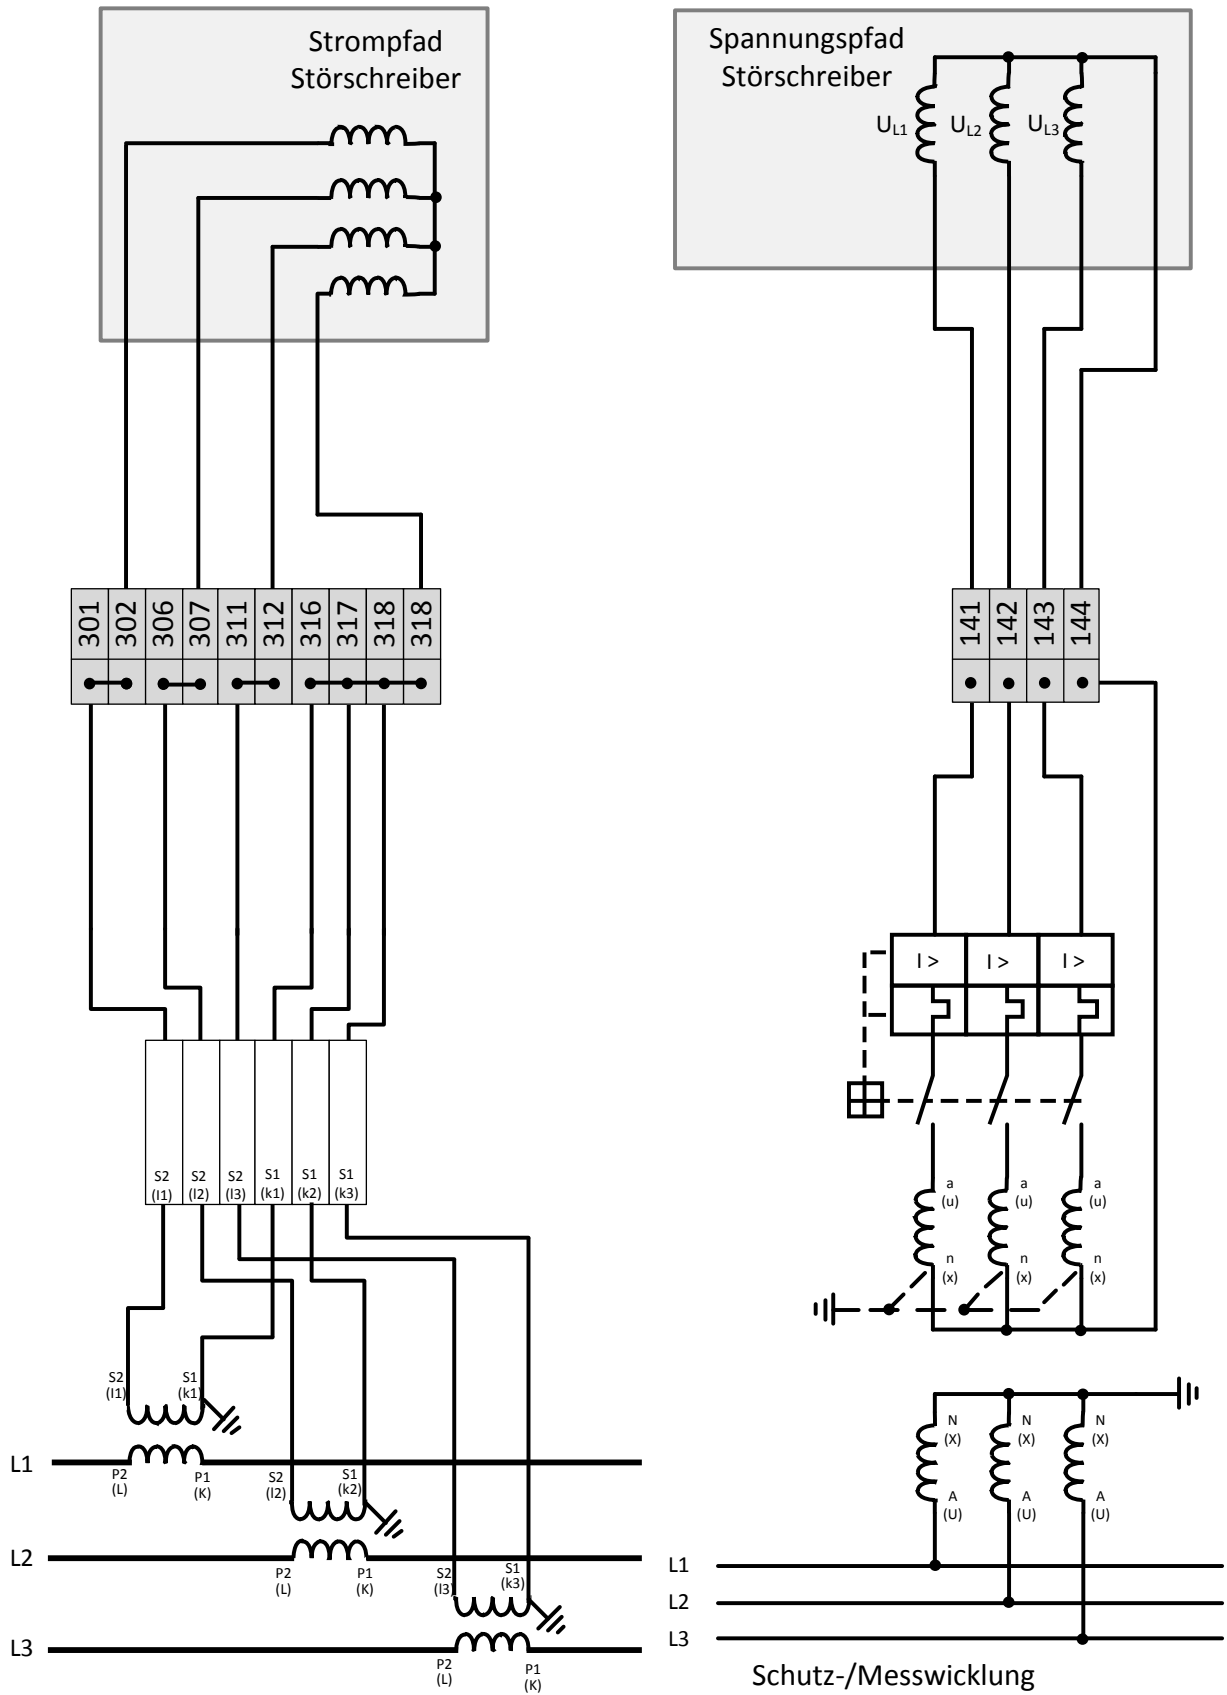 Strompfad
Störschreiber
Spannungspfad
Störschreiber
UL1
UL2
UL3
301
302
306
307
311
312
316
317
318
318
141
142
143
144
I >
I >
I >
S2
(l1)
S2
(l2)
S2
(l3)
S1
(k1)
S1
(k2)
S1
(k3)
a
(u)
a
(u)
a
(u)
n
(x)
n
(x)
n
(x)
S2
(l1)
S1
(k1)
L1
P2
(L)
P1
(K)
S2
(l2)
S1
(k2)
L2
P2
(L)
P1
(K)
S2
(l3)
S1
(k3)
L3
P2
(L)
P1
(K)
N
(X)
N
(X)
N
(X)
A
(U)
A
(U)
A
(U)
L1
L2
L3
Schutz-/Messwicklung